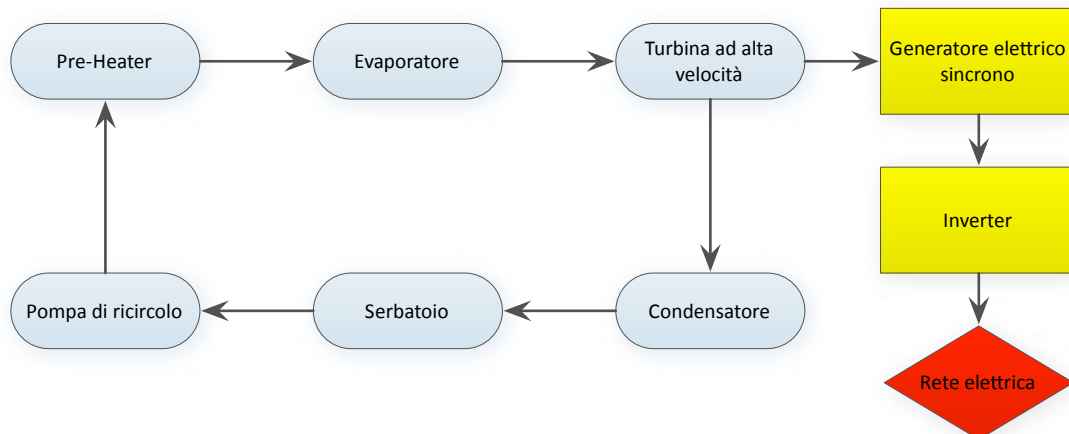 Pre-Heater
Evaporatore
Turbina ad alta
velocità
Generatore elettrico
sincrono
Inverter
Pompa di ricircolo
Serbatoio
Condensatore
Rete elettrica